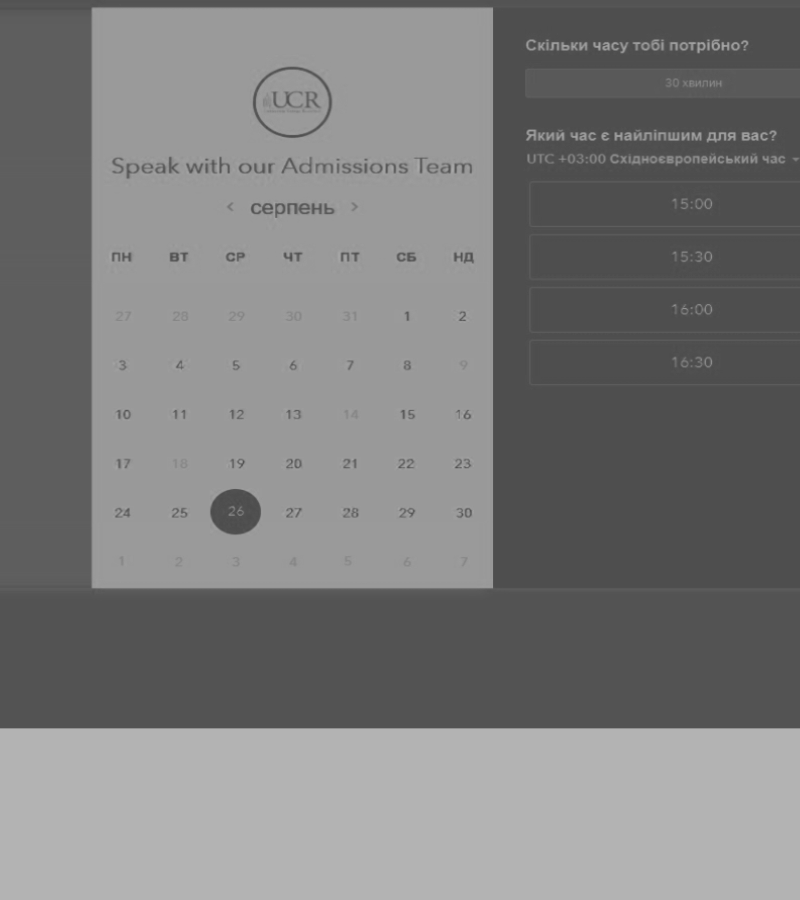 UCR
Speak with our Admissions Team
< серпень >
ПН ВТ СР ЧТ ПТ СБ НД
27 28 29 30 31 1 2
3 4 5 6 7 8 9
10 11 12 13 14 15 16
17 18 19 20 21 22 23
24 25 26 27 28 29 30
1 2 3 4 5 6 7
Скільки часу тобі потрібно?
30 хвилин
Який час є найліпшим для вас?
UTC +03:00 Східноєвропейський час
15:00
15:30
16:00
16:30